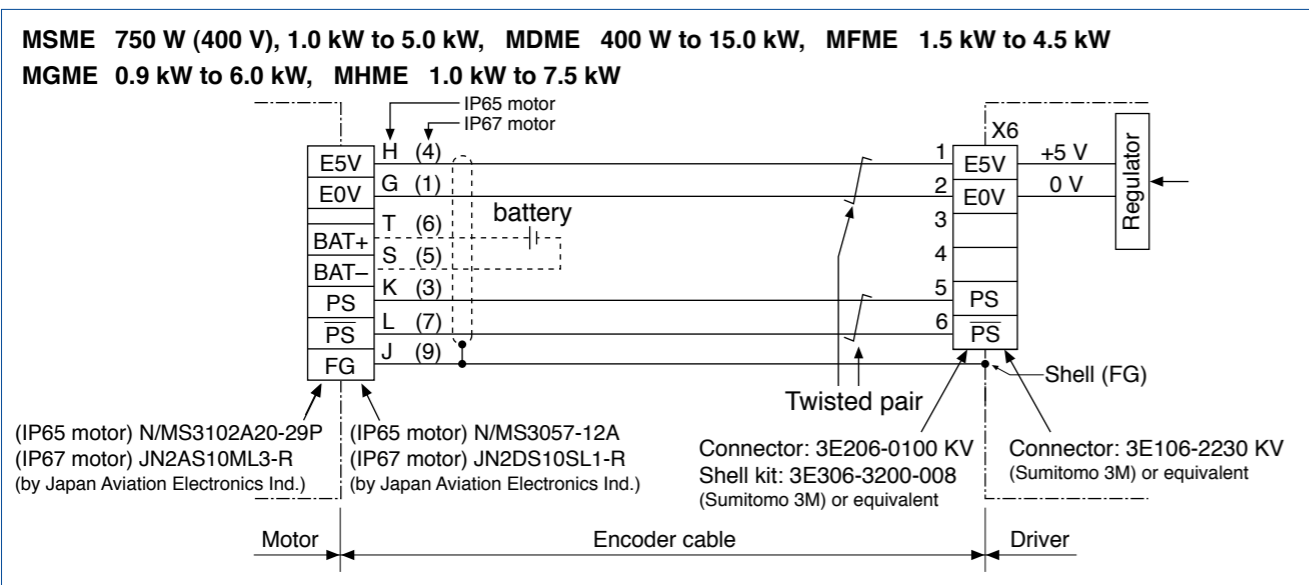 MSME 750 W (400 V), 1.0 kW to 5.0 kW, MDME 400 W to 15.0 kW, MFME 1.5 kW to 4.5 kW
MGME 0.9 kW to 6.0 kW, MHME 1.0 kW to 7.5 kW
IP65 motor
IP67 motor
X6
H (4)
E5V
1
E5V
+5 V
G (1)
E0V
2
E0V
0 V
Regulator
T (6)
BAT+
battery
3
S (5)
BAT–
4
K (3)
PS
5
PS
L (7)
P̅S̅
6
P̅S̅
J (9)
FG
Shell (FG)
Twisted pair
(IP65 motor) N/MS3102A20-29P
(IP67 motor) JN2AS10ML3-R
(by Japan Aviation Electronics Ind.)
(IP65 motor) N/MS3057-12A
(IP67 motor) JN2DS10SL1-R
(by Japan Aviation Electronics Ind.)
Connector: 3E206-0100 KV
Shell kit: 3E306-3200-008
(Sumitomo 3M) or equivalent
Connector: 3E106-2230 KV
(Sumitomo 3M) or equivalent
Motor
Encoder cable
Driver